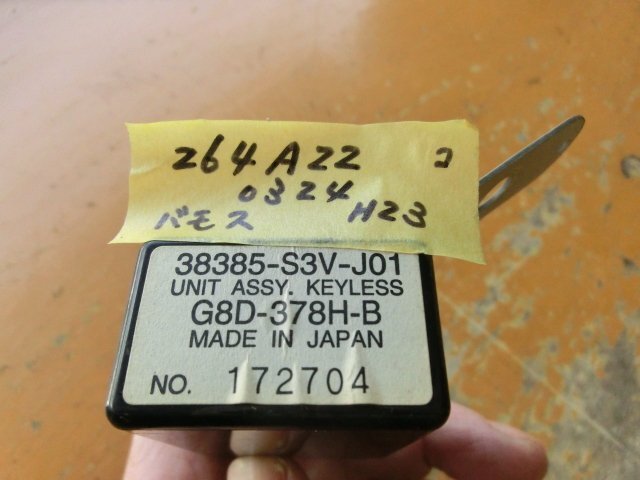 264A22 コ
0324
バモス H23
38385-S3V-J01
UNIT ASSY. KEYLESS
G8D-378H-B
MADE IN JAPAN
NO. 172704